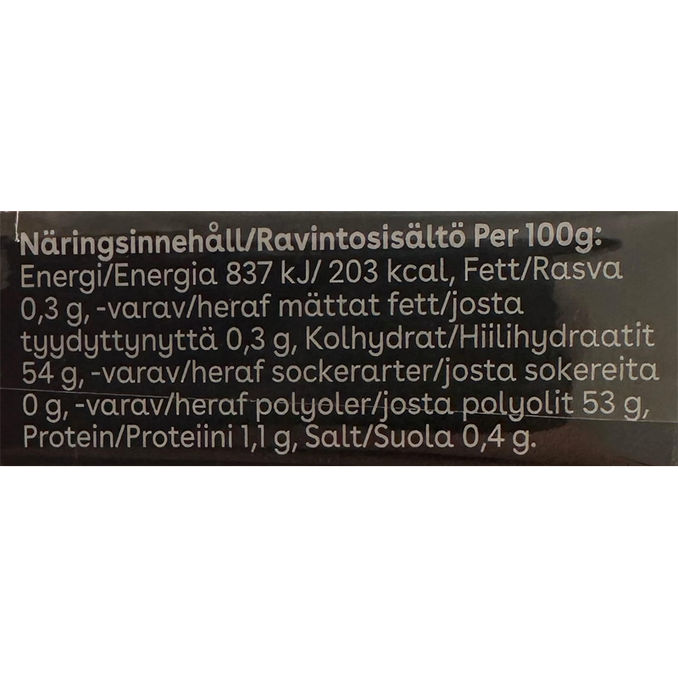 Näringsinnehåll/Ravintosisältö Per 100g:
Energi/Energia 837 kJ/ 203 kcal, Fett/Rasva
0,3 g, -varav/heraf mättat fett/josta
tyydyttynyttä 0,3 g, Kolhydrat/Hiilihydraatit
54 g, -varav/heraf sockerarter/josta sokereita
0 g, -varav/heraf polyoler/josta polyolit 53 g,
Protein/Proteiini 1,1 g, Salt/Suola 0,4 g.